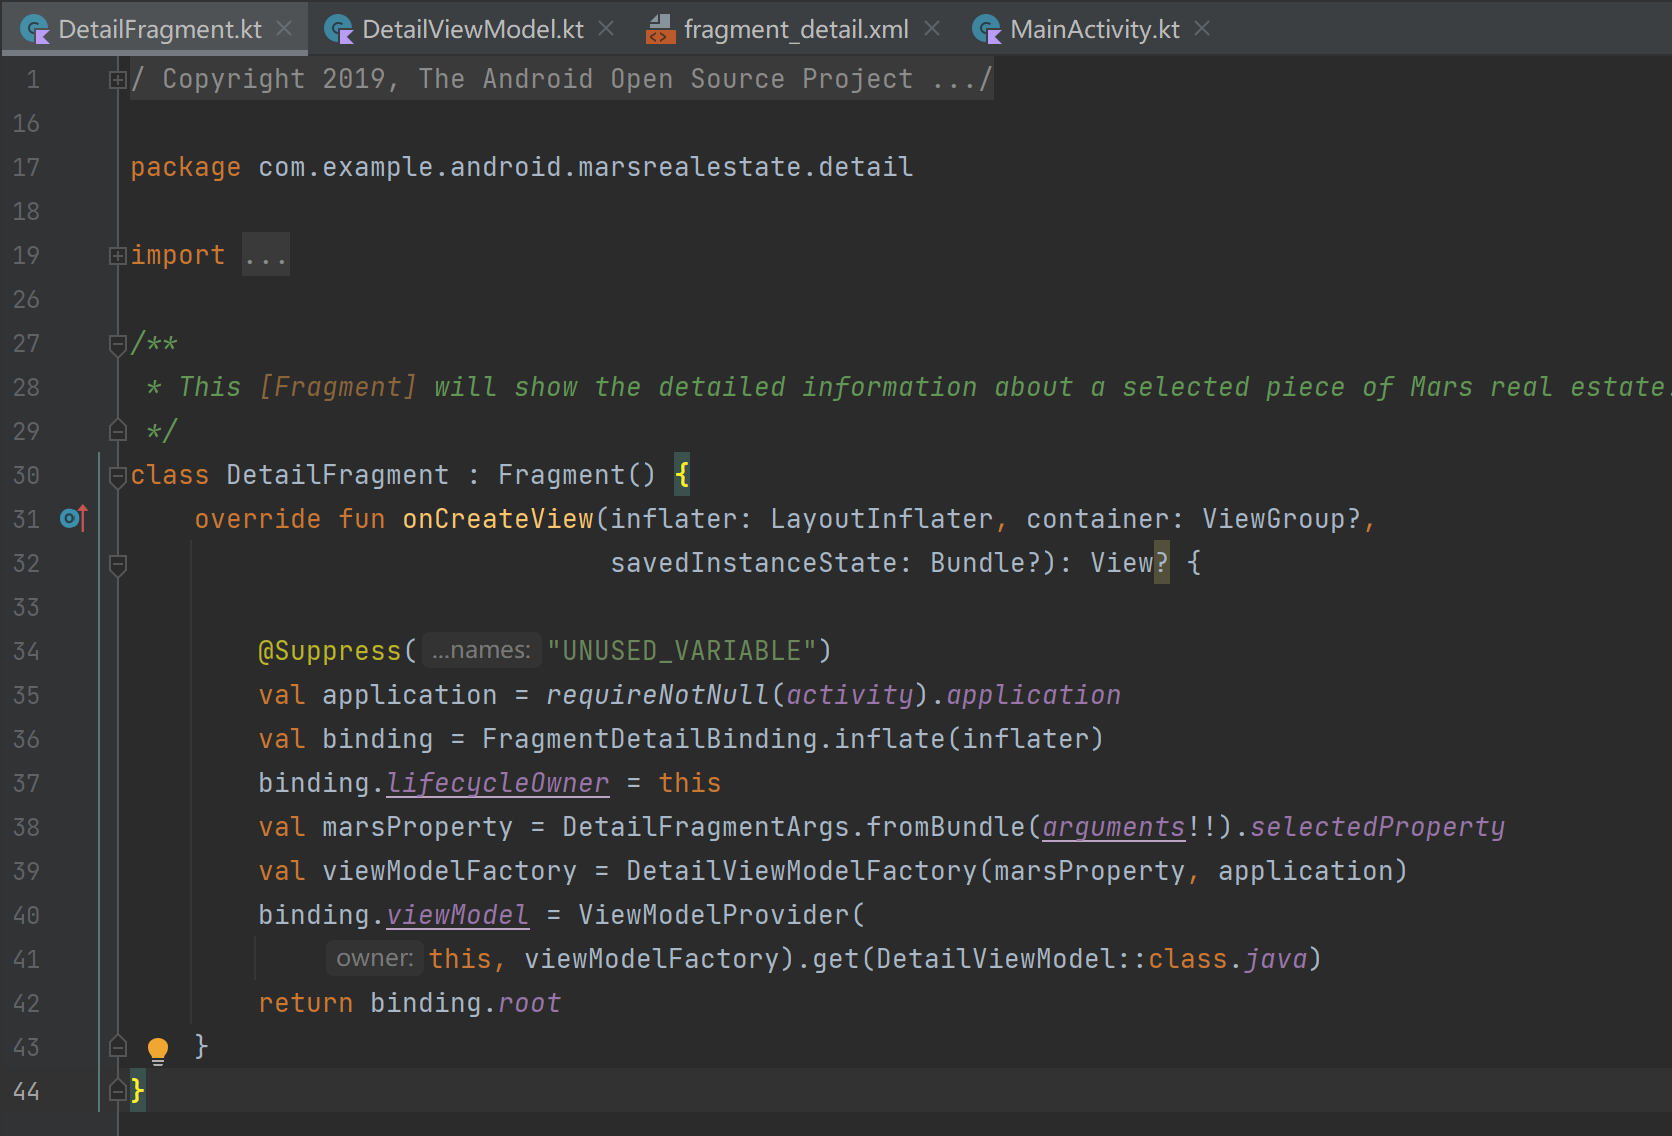 DetailFragment.kt DetailViewModel.kt fragment_detail.xml MainActivity.kt
1 / Copyright 2019, The Android Open Source Project .../
16
17 package com.example.android.marsrealestate.detail
18
19 import ...
26
27 /**
28 * This [Fragment] will show the detailed information about a selected piece of Mars real estate.
29 */
30 class DetailFragment : Fragment() {
31 override fun onCreateView(inflater: LayoutInflater, container: ViewGroup?,
32 savedInstanceState: Bundle?): View? {
33
34 @Suppress( ...names: "UNUSED_VARIABLE")
35 val application = requireNotNull(activity).application
36 val binding = FragmentDetailBinding.inflate(inflater)
37 binding.lifecycleOwner = this
38 val marsProperty = DetailFragmentArgs.fromBundle(arguments!!).selectedProperty
39 val viewModelFactory = DetailViewModelFactory(marsProperty, application)
40 binding.viewModel = ViewModelProvider(
41 owner: this, viewModelFactory).get(DetailViewModel::class.java)
42 return binding.root
43 }
44 }